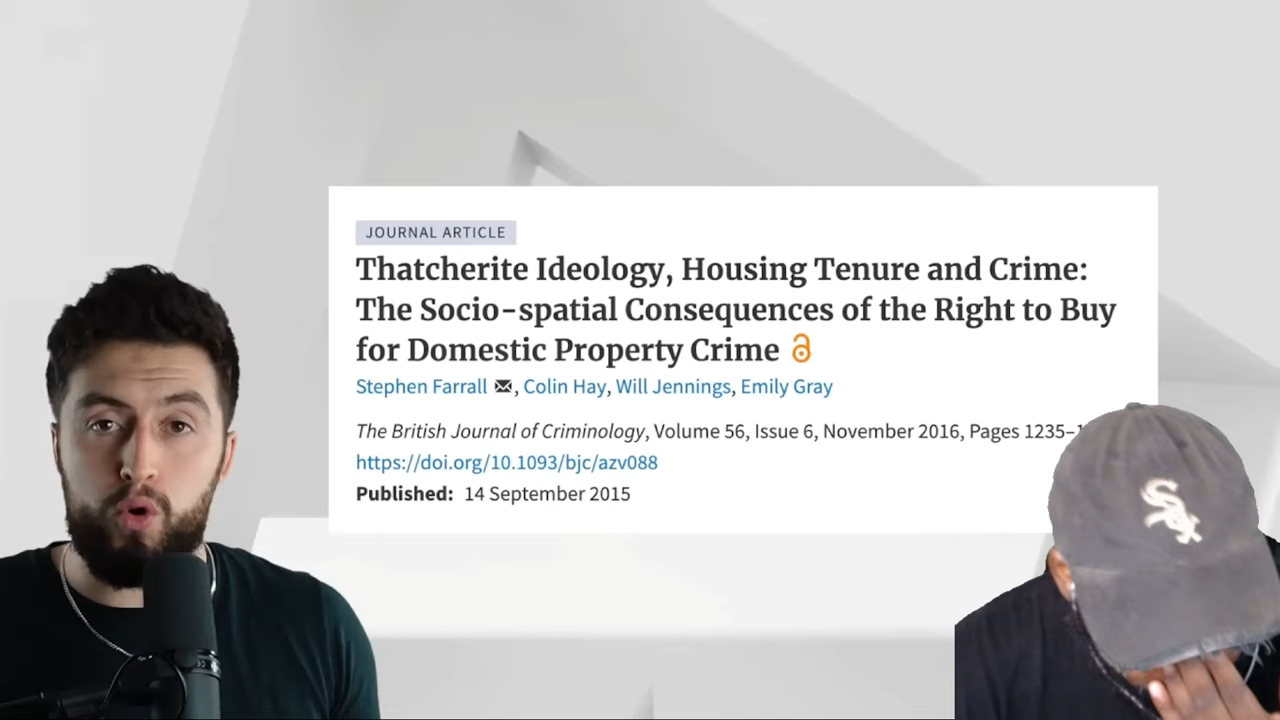 JOURNAL ARTICLE
Thatcherite Ideology, Housing Tenure and Crime:
The Socio-spatial Consequences of the Right to Buy
for Domestic Property Crime
Stephen Farrall, Colin Hay, Will Jennings, Emily Gray
The British Journal of Criminology, Volume 56, Issue 6, November 2016, Pages 1235–
https://doi.org/10.1093/bjc/azv088
Published: 14 September 2015
Sox